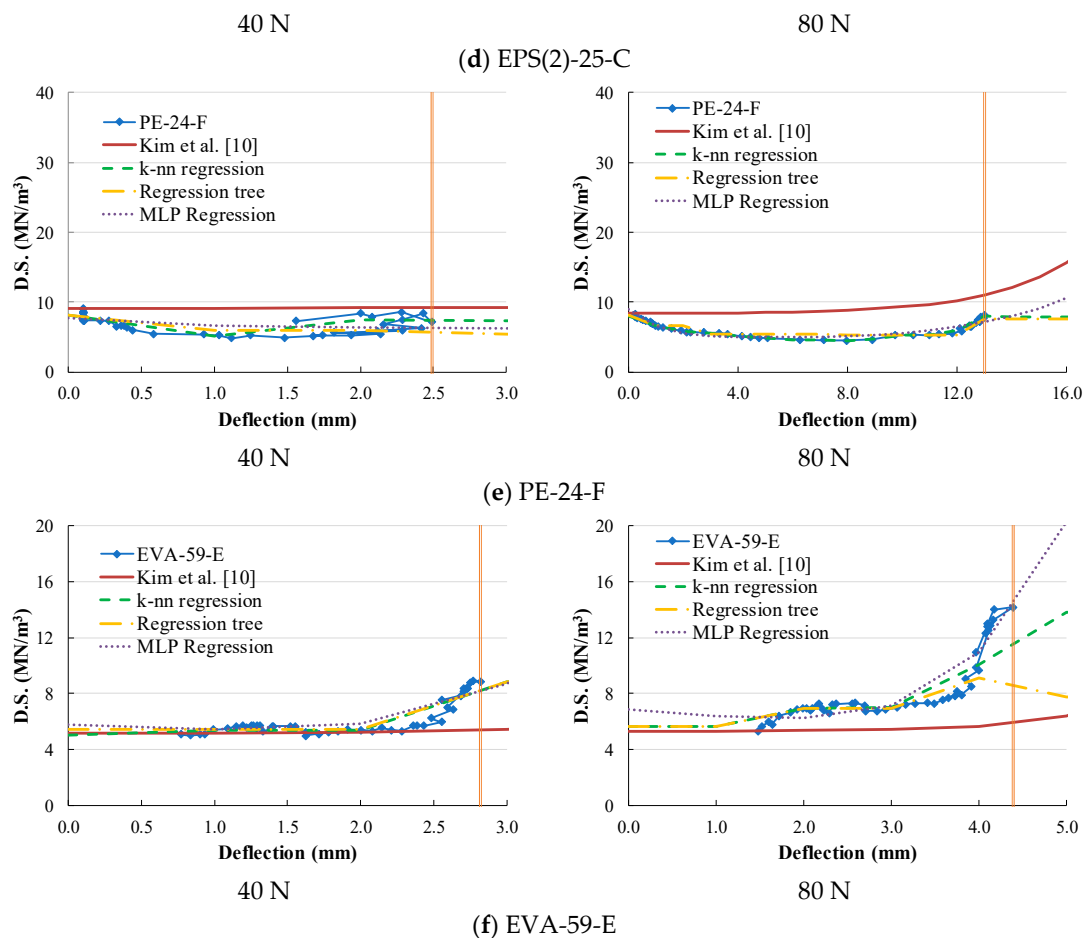 40 N
80 N
(d) EPS(2)-25-C
40
30
20
10
0
D.S. (MN/m³)
PE-24-F
Kim et al. [10]
k-nn regression
Regression tree
MLP Regression
0.0 0.5 1.0 1.5 2.0 2.5 3.0
Deflection (mm)
40
30
20
10
0
D.S. (MN/m³)
PE-24-F
Kim et al. [10]
k-nn regression
Regression tree
MLP Regression
0.0 4.0 8.0 12.0 16.0
Deflection (mm)
40 N
80 N
(e) PE-24-F
20
16
12
8
4
0
D.S. (MN/m³)
EVA-59-E
Kim et al. [10]
k-nn regression
Regression tree
MLP Regression
0.0 0.5 1.0 1.5 2.0 2.5 3.0
Deflection (mm)
20
16
12
8
4
0
D.S. (MN/m³)
EVA-59-E
Kim et al. [10]
k-nn regression
Regression tree
MLP Regression
0.0 1.0 2.0 3.0 4.0 5.0
Deflection (mm)
40 N
80 N
(f) EVA-59-E